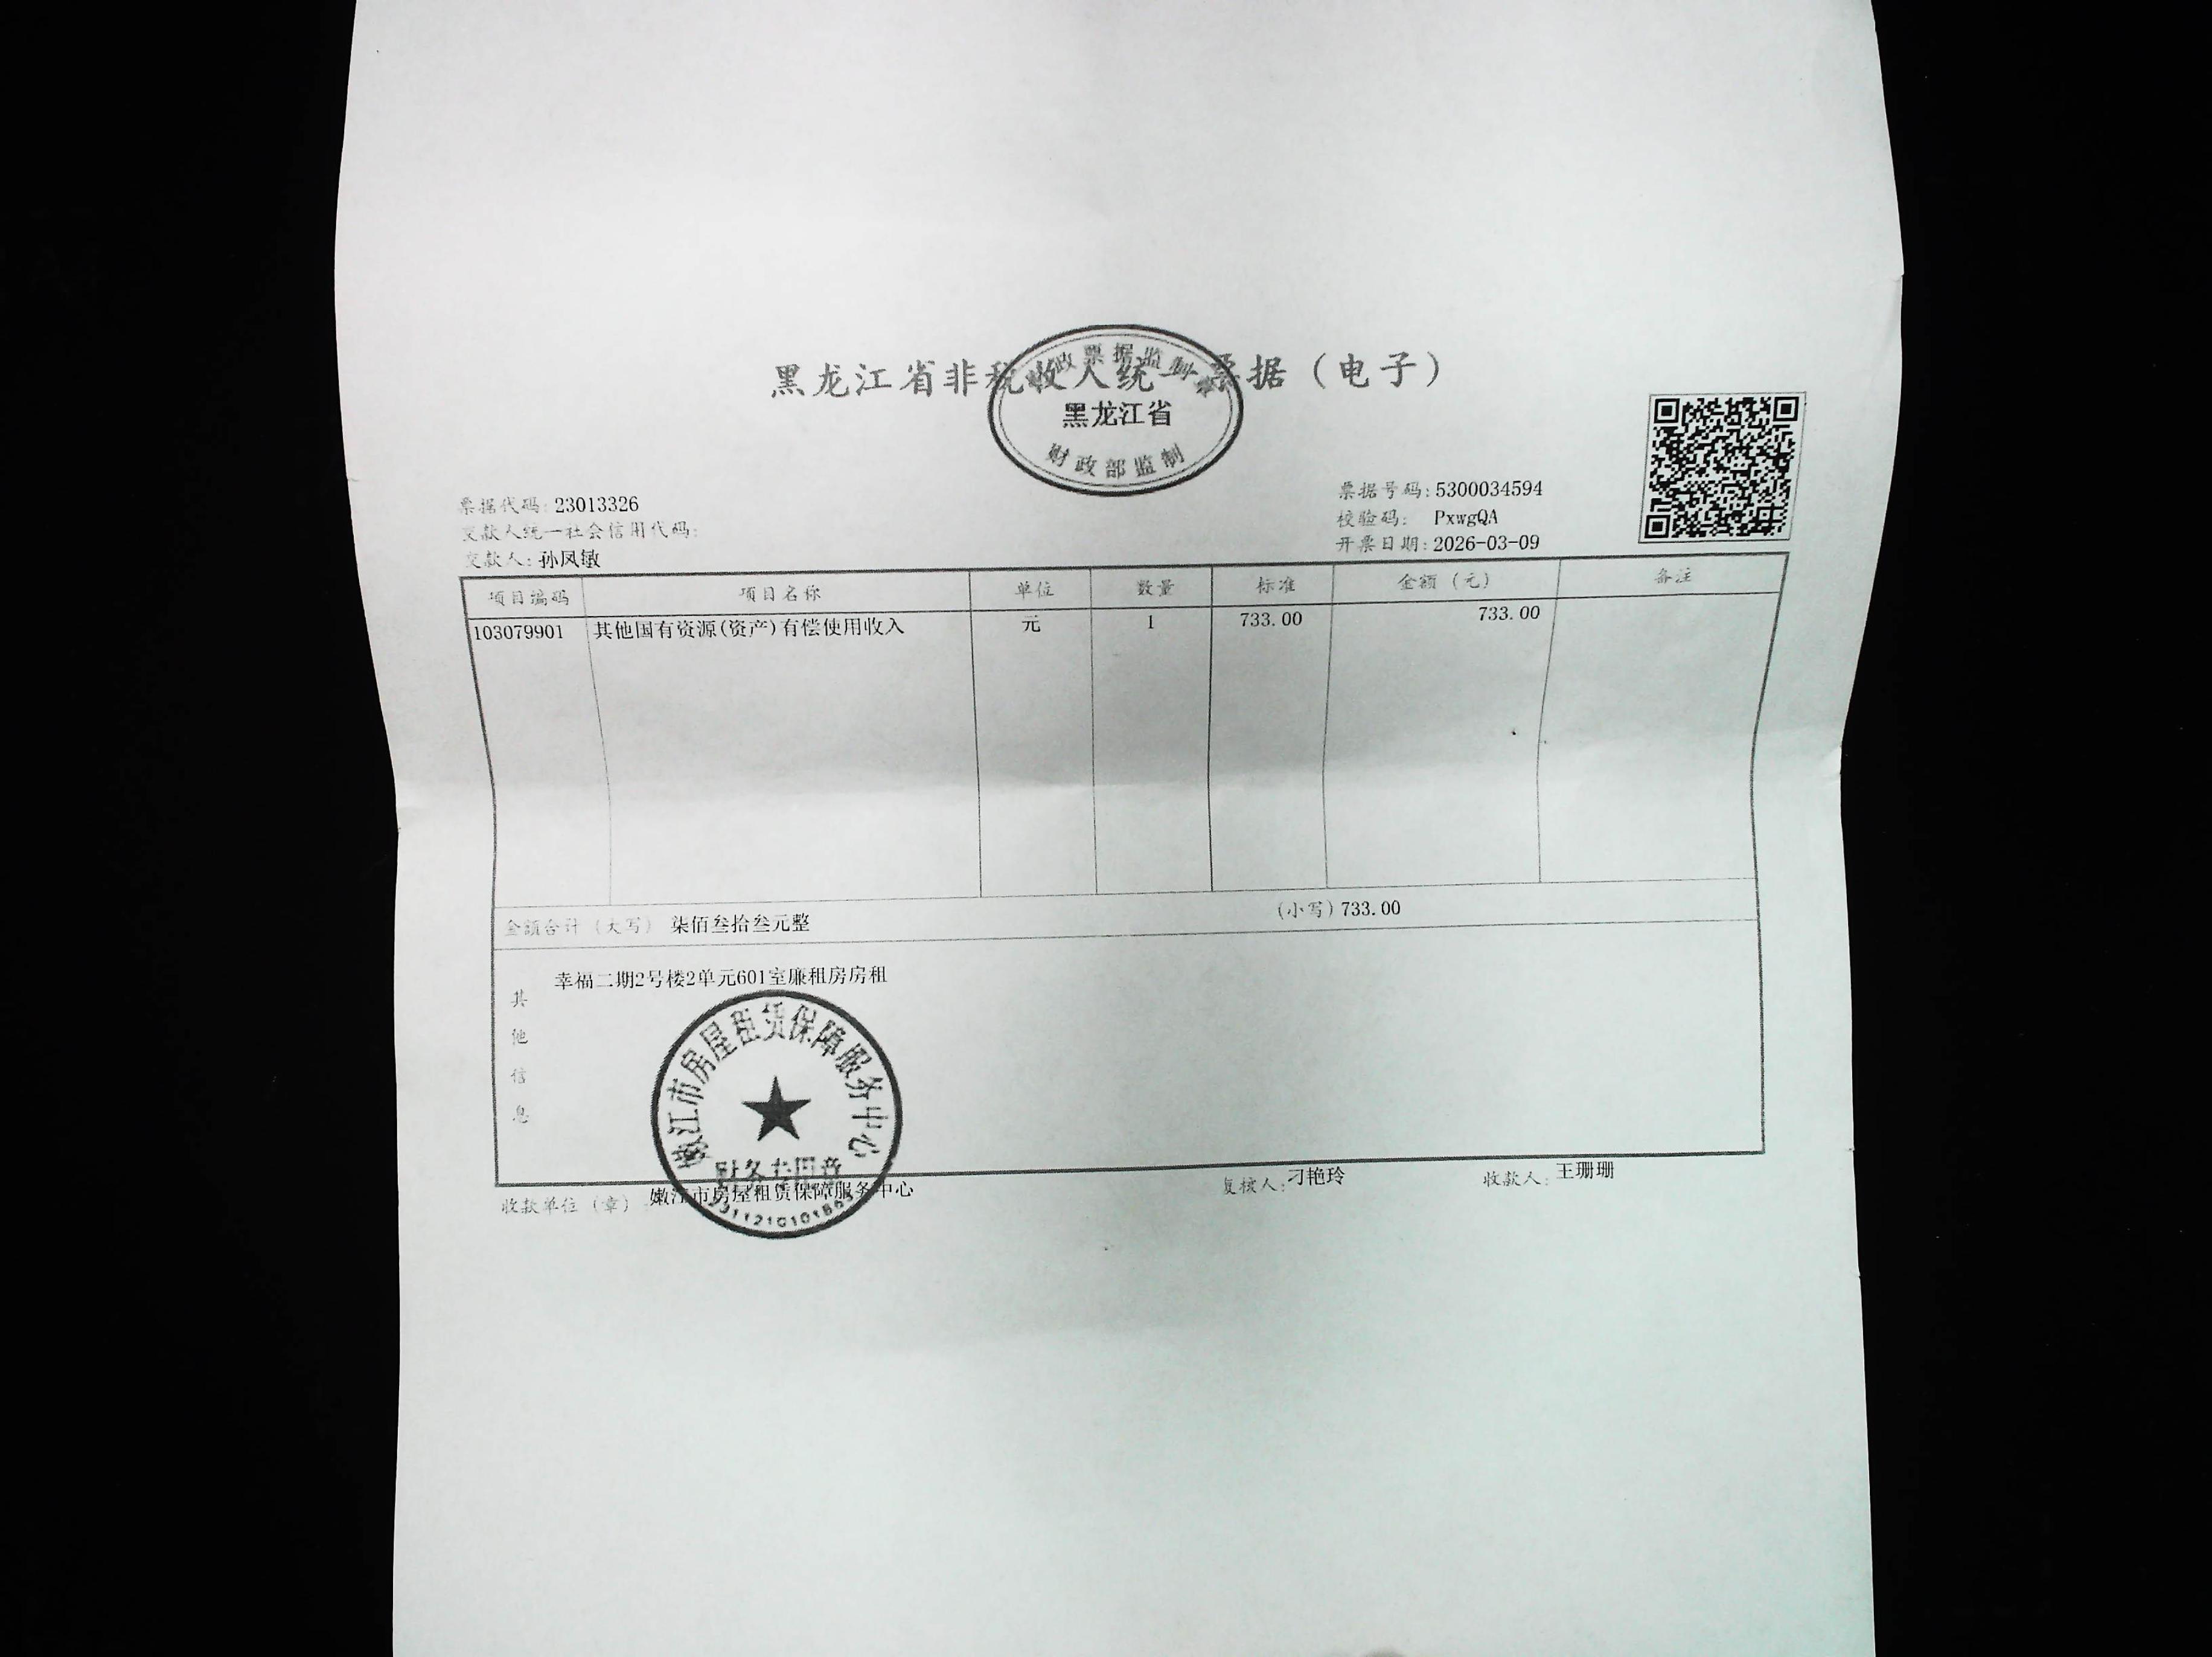 黑龙江省非税收入统一票据（电子）
政票据监制章
黑龙江省
财政部监制
票据代码: 23013326
票据号码: 5300034594
交款人统一社会信用代码:
校验码: PxwgQA
交款人: 孙凤敏
开票日期: 2026-03-09
项目编码 项目名称 单位 数量 标准 金额（元） 备注
103079901 其他国有资源(资产)有偿使用收入 元 1 733.00 733.00
金额合计（大写） 柒佰叁拾叁元整 （小写）733.00
其他信息
幸福二期2号楼2单元601室廉租房房租
嫩江市房屋租赁保障服务中心
财务专用章
收款单位（章）: 嫩江市房屋租赁保障服务中心 复核人: 刁艳玲 收款人: 王珊珊